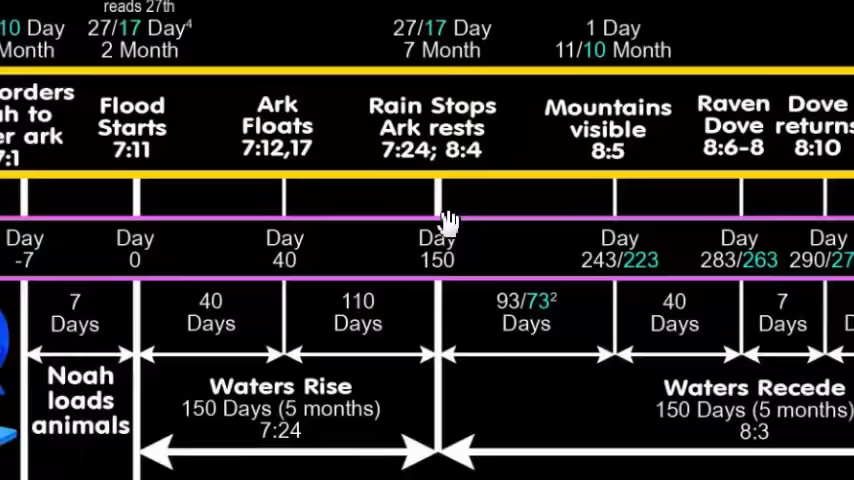 reads 27th
10 Day
27/17 Day⁴
27/17 Day
1 Day
Month
2 Month
7 Month
11/10 Month
orders
to
ark
7:1
Flood
Starts
7:11
Ark
Floats
7:12,17
Rain Stops
Ark rests
7:24; 8:4
Mountains
visible
8:5
Raven
Dove
8:6-8
Dove
returns
8:10
Day
-7
Day
0
Day
40
Day
150
Day
243/223
Day
283/263
Day
290/27
7
Days
40
Days
110
Days
93/73²
Days
40
Days
7
Days
Noah
loads
animals
Waters Rise
150 Days (5 months)
7:24
Waters Recede
150 Days (5 months)
8:3